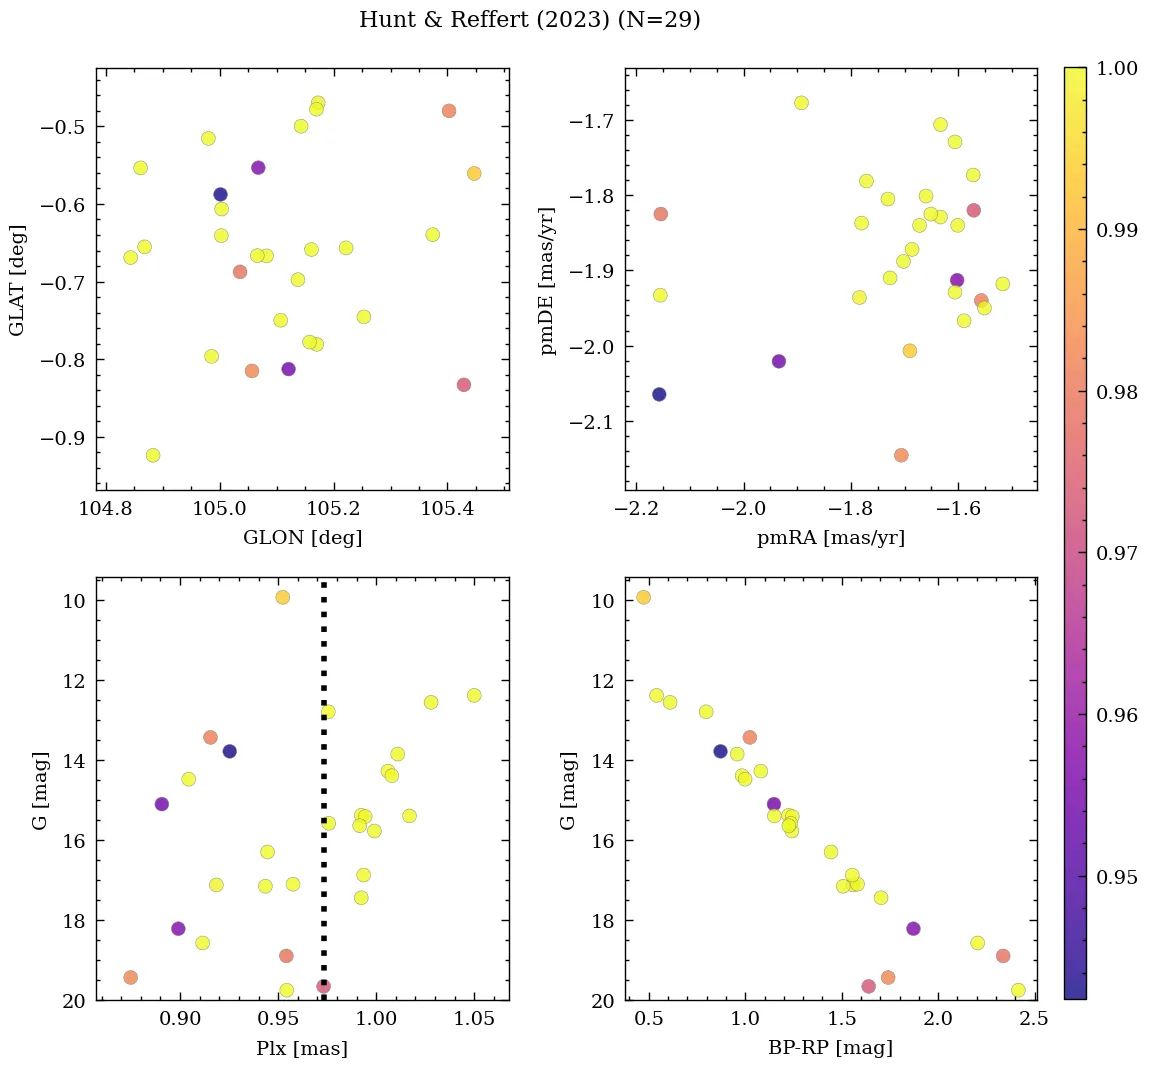 Hunt & Reffert (2023) (N=29)
−0.5
−0.6
−0.7
−0.8
−0.9
GLAT [deg]
104.8 105.0 105.2 105.4
GLON [deg]
−1.7
−1.8
−1.9
−2.0
−2.1
pmDE [mas/yr]
−2.2 −2.0 −1.8 −1.6
pmRA [mas/yr]
10
12
14
16
18
20
G [mag]
0.90 0.95 1.00 1.05
Plx [mas]
10
12
14
16
18
20
G [mag]
0.5 1.0 1.5 2.0 2.5
BP-RP [mag]
1.00
0.99
0.98
0.97
0.96
0.95